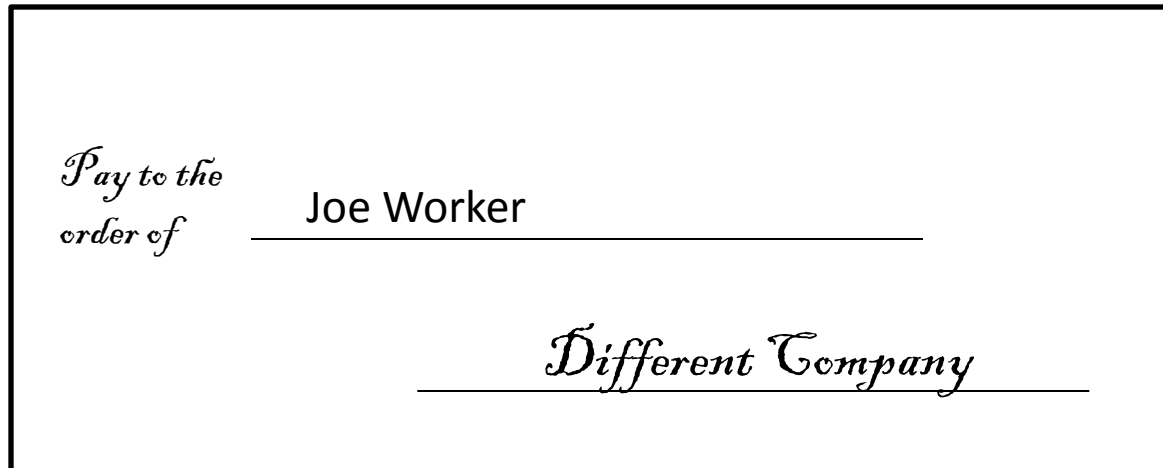 Pay to the
order of
Joe Worker
Different Company